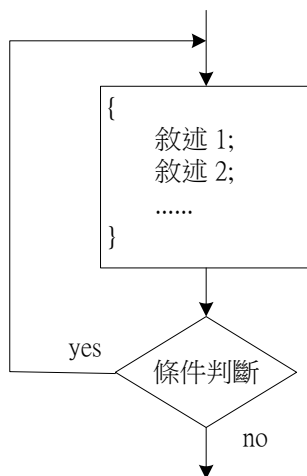 {
敘述 1;
敘述 2;
......
}
yes
條件判斷
no